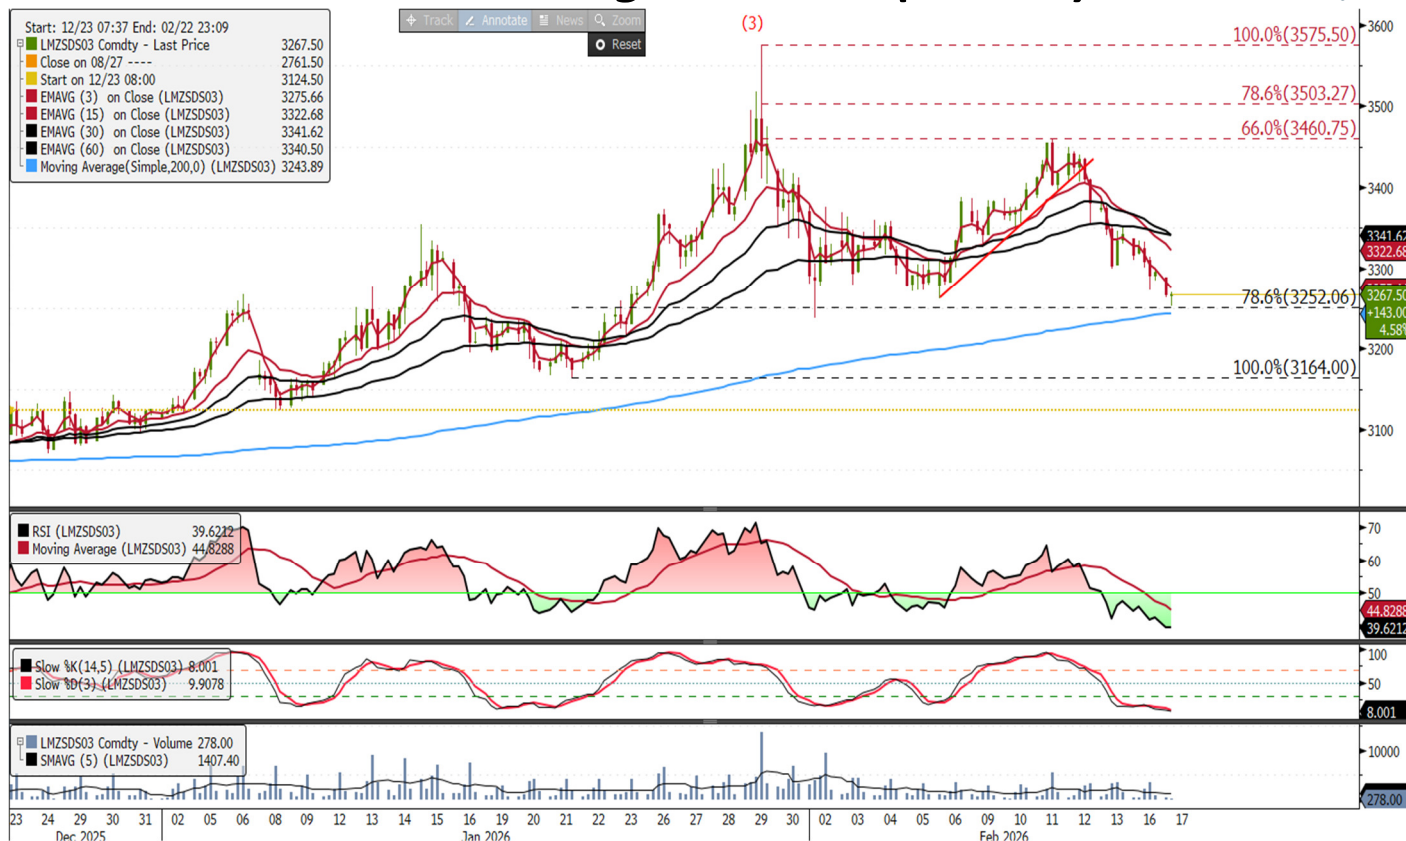 (3)
Track Annotate News Zoom
Reset
Start: 12/23 07:37 End: 02/22 23:09
LMZSDS03 Comdty - Last Price 3267.50
Close on 08/27 ---- 2761.50
Start on 12/23 08:00 3124.50
EMAVG (3) on Close (LMZSDS03) 3275.66
EMAVG (15) on Close (LMZSDS03) 3322.68
EMAVG (30) on Close (LMZSDS03) 3341.62
EMAVG (60) on Close (LMZSDS03) 3340.50
Moving Average(Simple,200,0) (LMZSDS03) 3243.89
100.0%(3575.50)
78.6%(3503.27)
66.0%(3460.75)
78.6%(3252.06)
100.0%(3164.00)
3600
3500
3400
3341.62
3322.68
3300
3267.50
+143.00
4.58%
3200
3100
RSI (LMZSDS03) 39.6212
Moving Average (LMZSDS03) 44.8288
70
60
50
44.8288
39.6212
Slow %K(14,5) (LMZSDS03) 8.001
Slow %D(3) (LMZSDS03) 9.9078
100
50
8.001
LMZSDS03 Comdty - Volume 278.00
SMAVG (5) (LMZSDS03) 1407.40
10000
278.00
23 24 29 30 31 02 05 06 07 08 09 12 13 14 15 16 19 20 21 22 23 26 27 28 29 30 02 03 04 05 06 09 10 11 12 13 16 17
Dec 2025 Jan 2026 Feb 2026